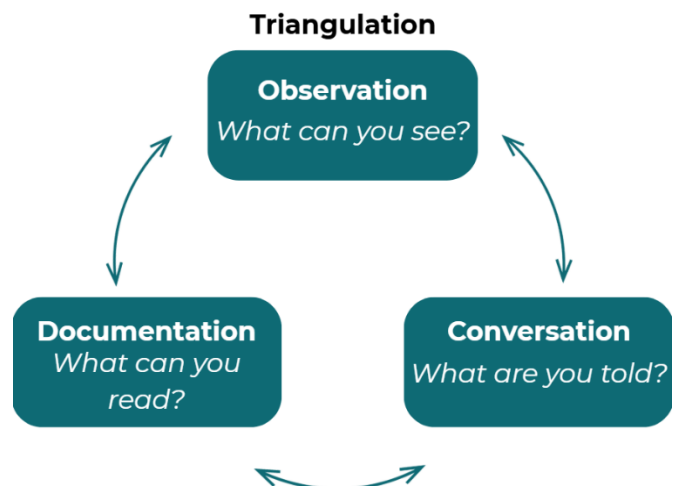 Triangulation
Observation
What can you see?
Documentation
What can you
read?
Conversation
What are you told?